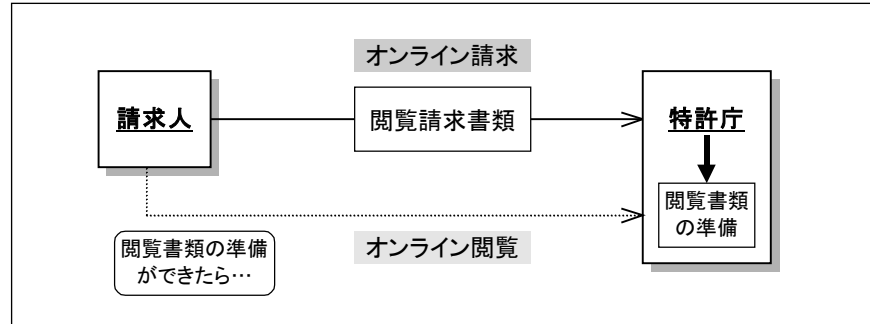 オンライン請求
請求人
閲覧請求書類
特許庁
閲覧書類
の準備
閲覧書類の準備
ができたら…
オンライン閲覧